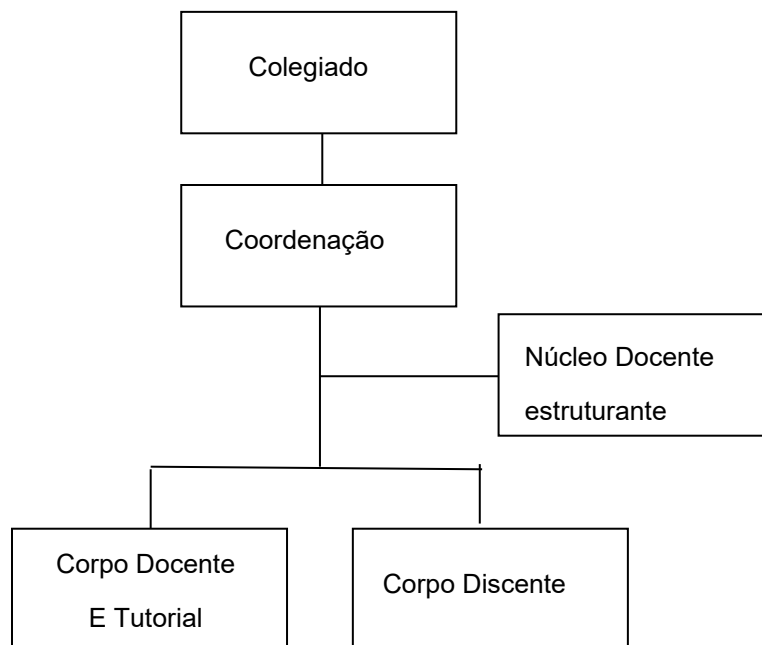 Colegiado
Coordenação
Núcleo Docente
estruturante
Corpo Docente
E Tutorial
Corpo Discente